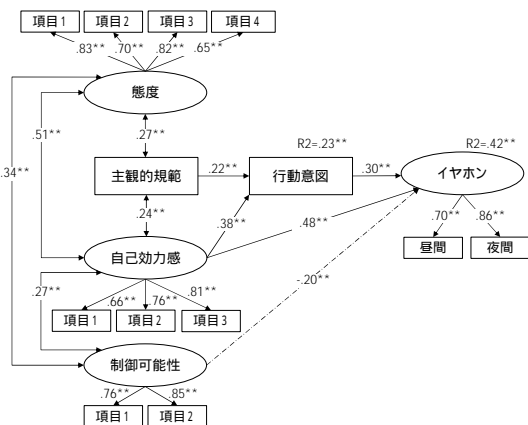 項目1 項目2 項目3 項目4
.83** .70** .82** .65**
態度
.51**
.27**
R2=.23** R2=.42**
.34**
主観的規範 .22** 行動意図 .30** イヤホン
.24**
.38** .48** .70** .86**
昼間 夜間
自己効力感
.27** -.20**
.66** .76** .81**
項目1 項目2 項目3
制御可能性
.76** .85**
項目1 項目2